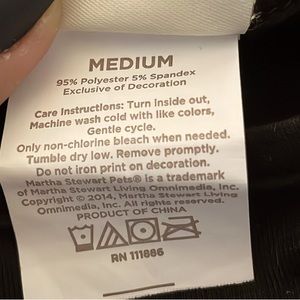 MEDIUM
95% Polyester 5% Spandex
Exclusive of Decoration
Care Instructions: Turn inside out,
Machine wash cold with like colors,
Gentle cycle.
Only non-chlorine bleach when needed.
Tumble dry low. Remove promptly.
Do not iron print on decoration.
Martha Stewart Pets® is a trademark
of Martha Stewart Living Omnimedia, Inc.
Copyright © 2014, Martha Stewart Living
Omnimedia, Inc. All rights reserved.
PRODUCT OF CHINA
RN 111886